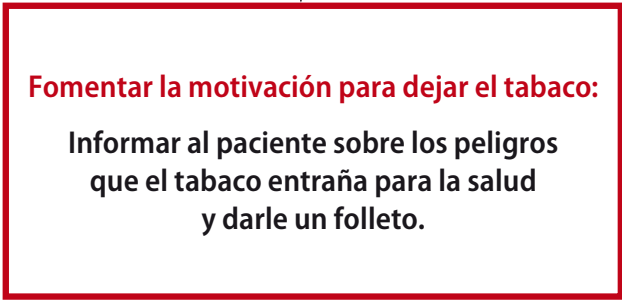 Fomentar la motivación para dejar el tabaco:
Informar al paciente sobre los peligros
que el tabaco entraña para la salud
y darle un folleto.